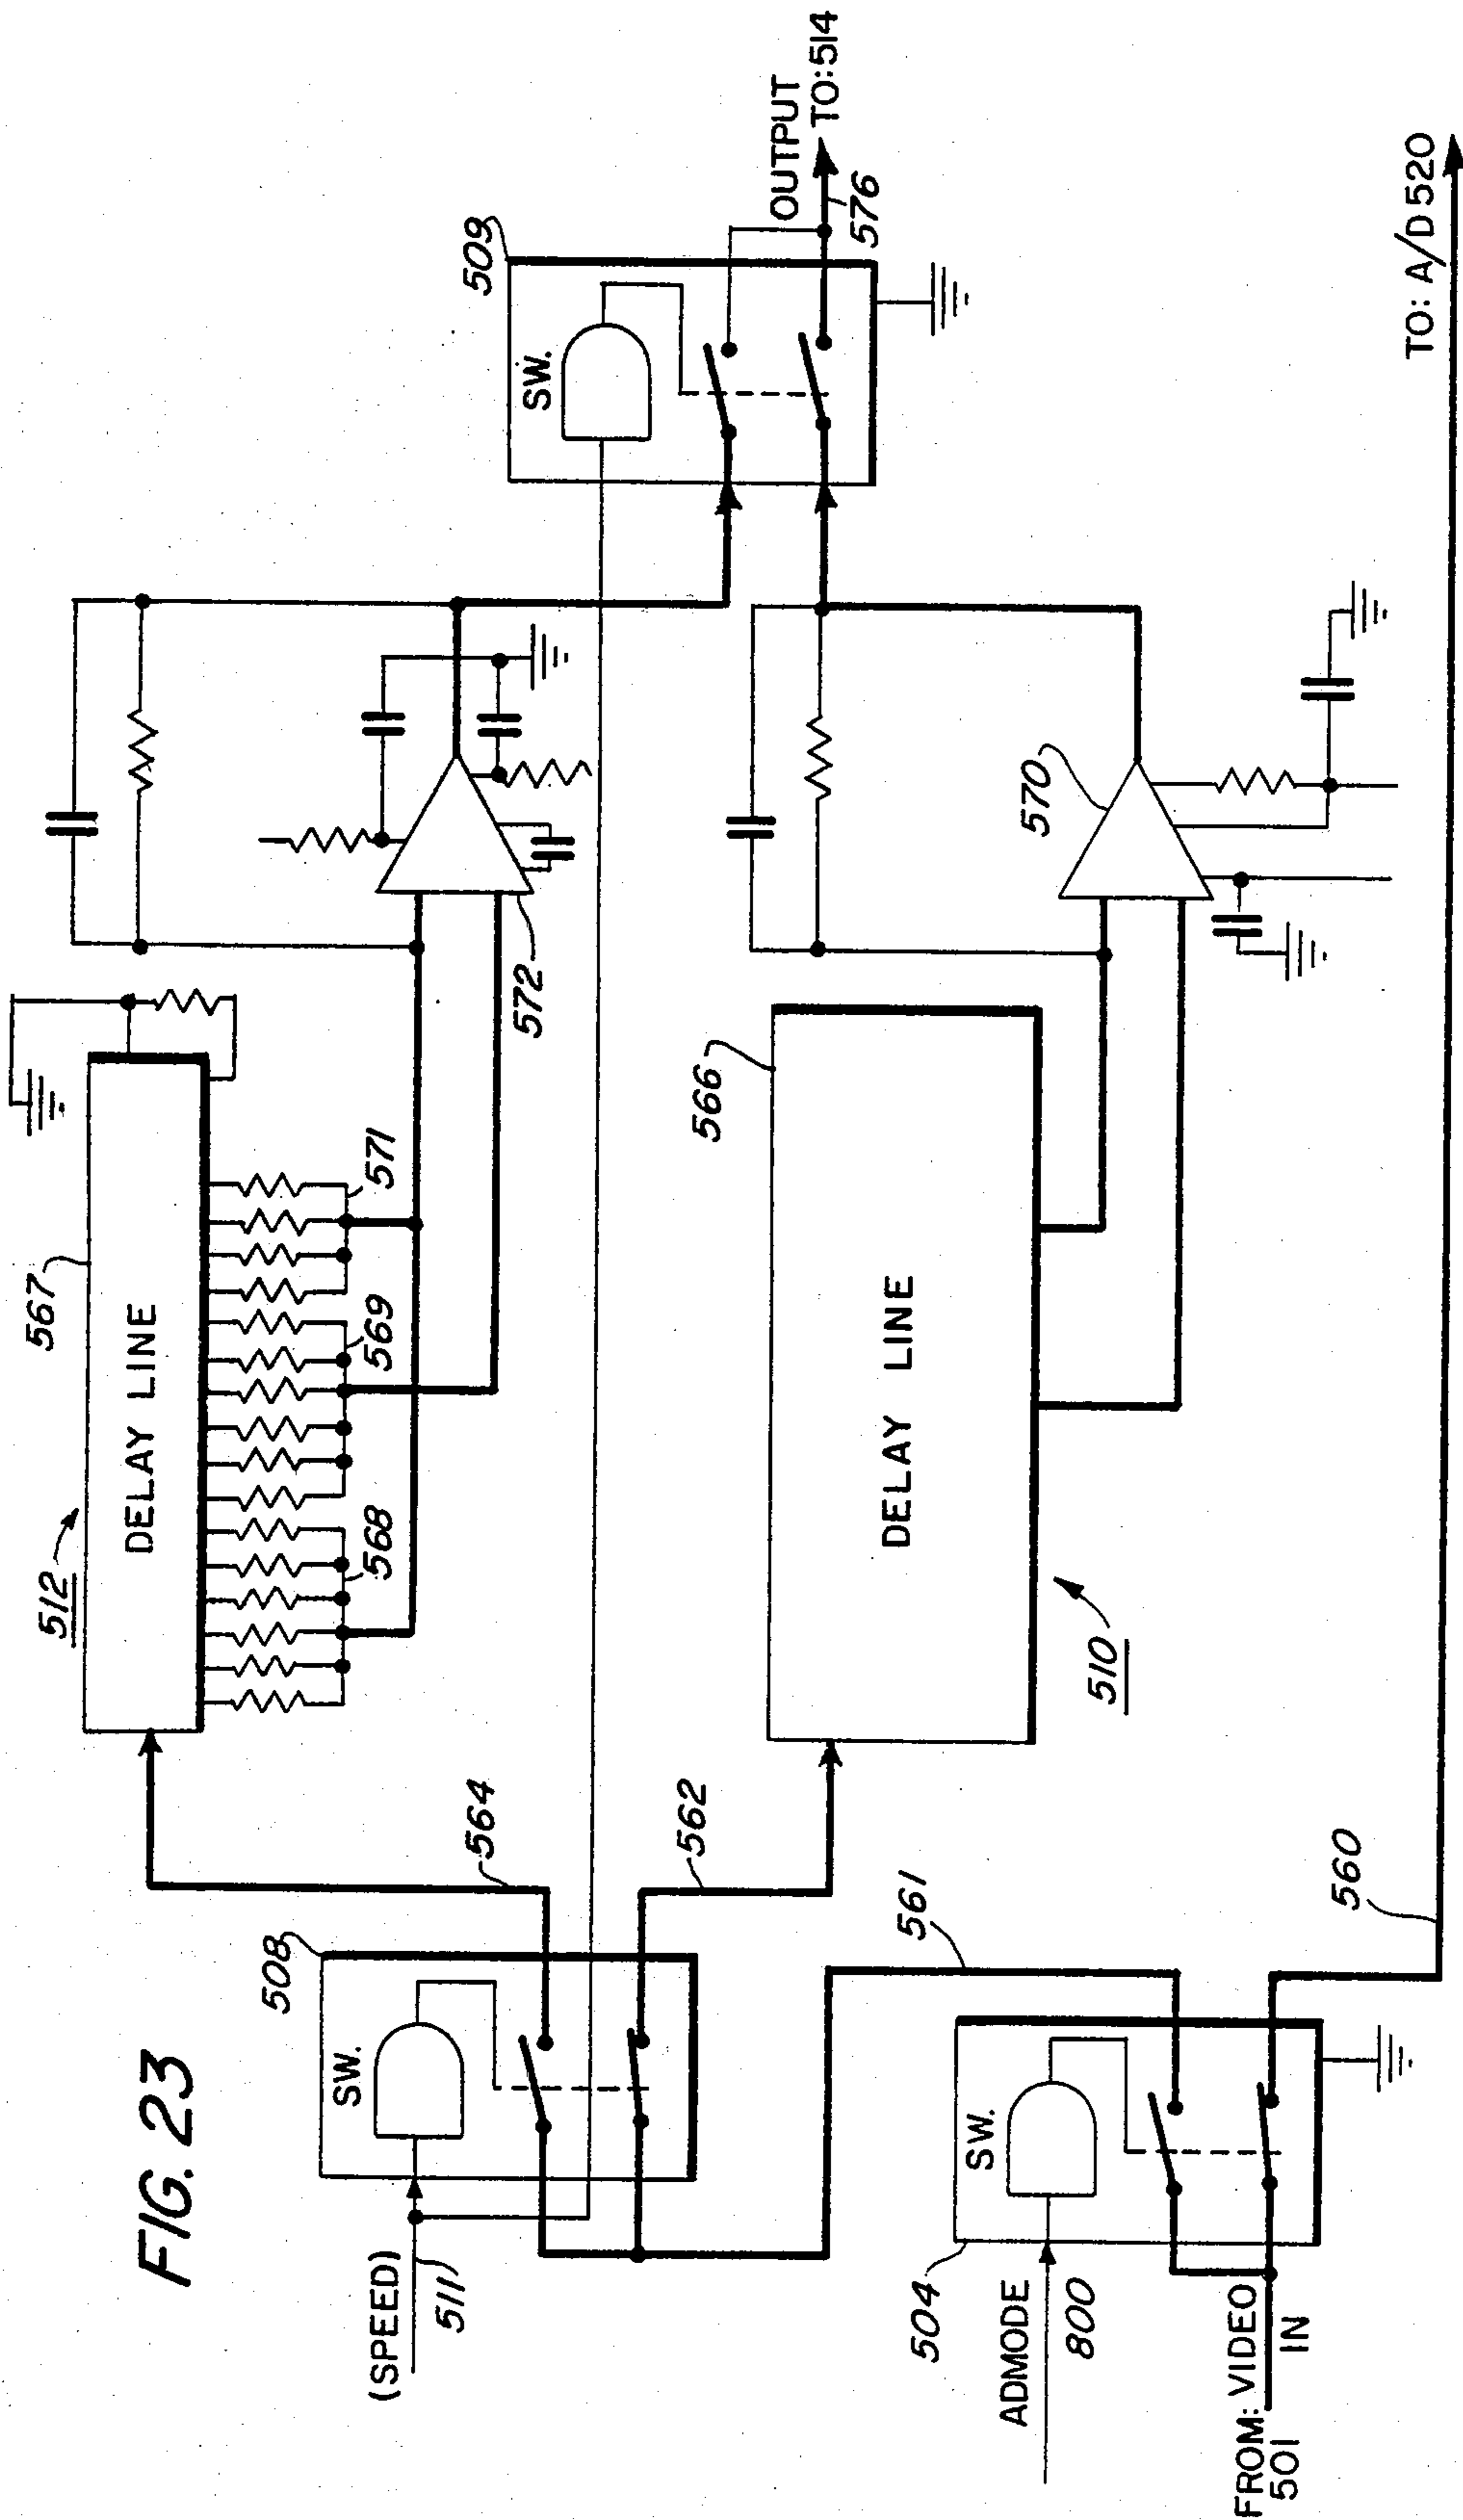 FIG. 23
512
567
DELAY LINE
568
569
571
572
509
SW.
OUTPUT
TO:514
576
508
SW.
(SPEED)
511
564
562
566
DELAY LINE
510
570
561
504
SW.
ADMODE
800
FROM: VIDEO
501 IN
560
TO: A/D 520